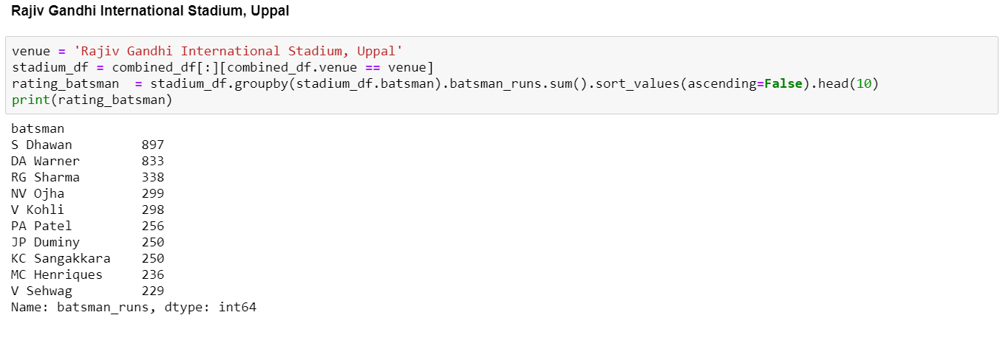 Rajiv Gandhi International Stadium, Uppal
venue = 'Rajiv Gandhi International Stadium, Uppal'
stadium_df = combined_df[:][combined_df.venue == venue]
rating_batsman  = stadium_df.groupby(stadium_df.batsman).batsman_runs.sum().sort_values(ascending=False).head(10)
print(rating_batsman)
batsman
S Dhawan         897
DA Warner        833
RG Sharma        338
NV Ojha          299
V Kohli          298
PA Patel         256
JP Duminy        250
KC Sangakkara    250
MC Henriques     236
V Sehwag         229
Name: batsman_runs, dtype: int64